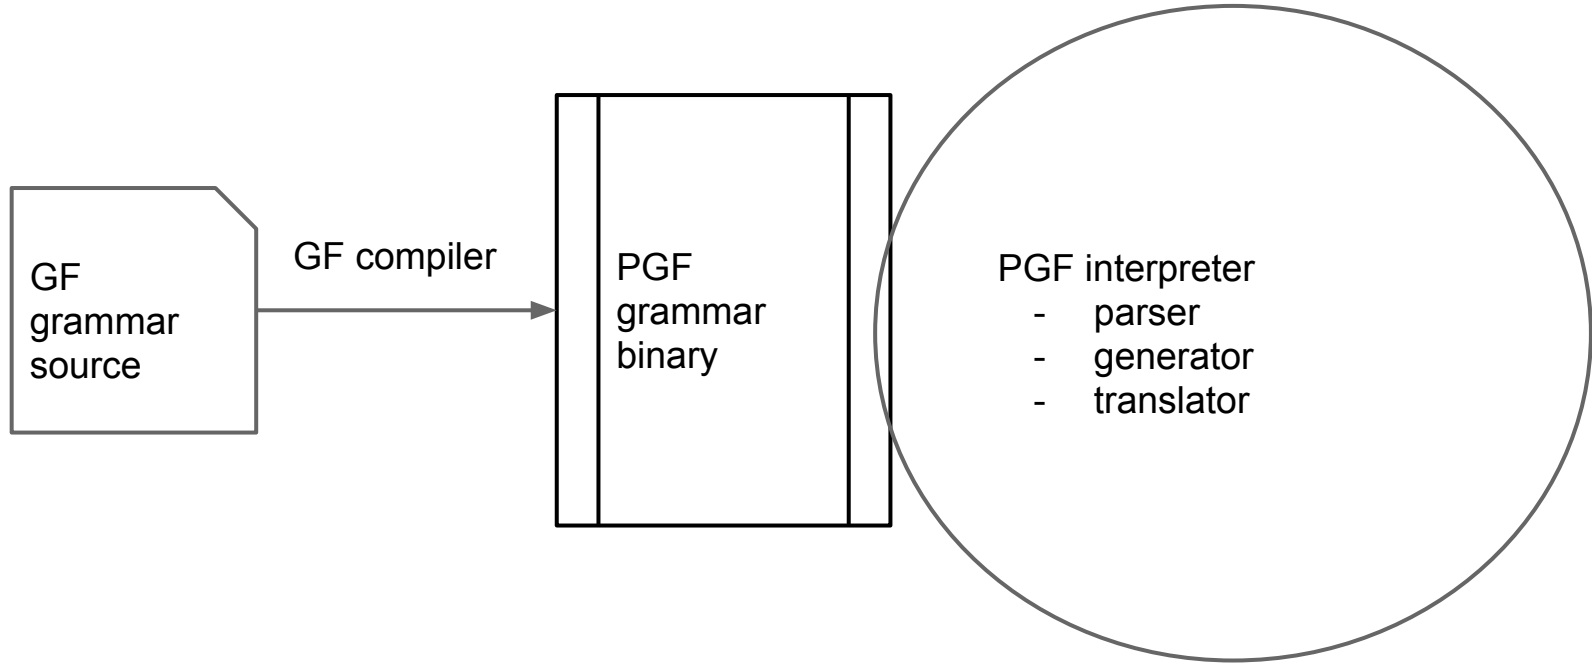 GF
grammar
source
GF compiler
PGF
grammar
binary
PGF interpreter
- parser
- generator
- translator